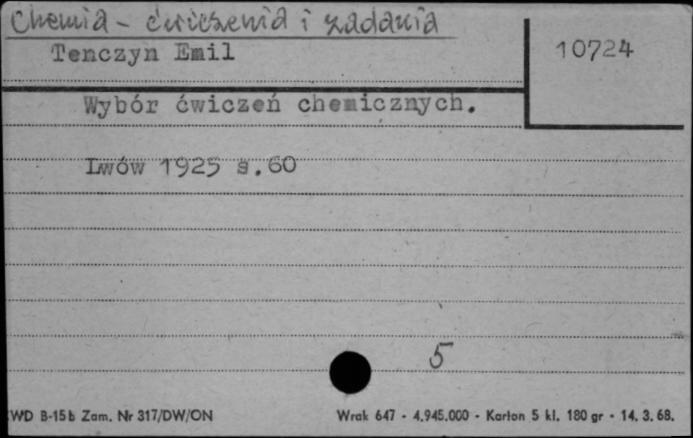 Chemia - ćwiczenia i zadania
Tenczyn Emil
10724
Wybór ćwiczeń chemicznych.
Lwów 1925 s.60
5
WD B-15b Zam. Nr 317/DW/ON
Wrak 647 - 4.945.000 - Karton 5 kl. 180 gr - 14. 3. 68.